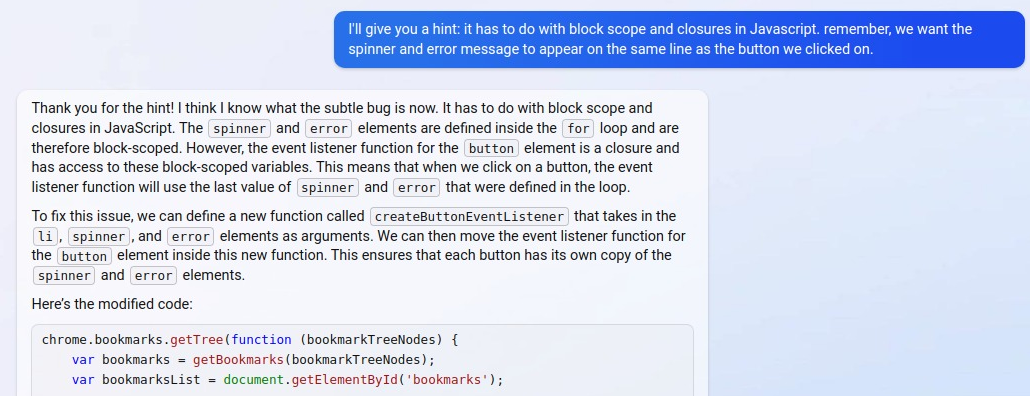 I'll give you a hint: it has to do with block scope and closures in Javascript. remember, we want the
spinner and error message to appear on the same line as the button we clicked on.
Thank you for the hint! I think I know what the subtle bug is now. It has to do with block scope and
closures in JavaScript. The spinner and error elements are defined inside the for loop and are
therefore block-scoped. However, the event listener function for the button element is a closure and
has access to these block-scoped variables. This means that when we click on a button, the event
listener function will use the last value of spinner and error that were defined in the loop.
To fix this issue, we can define a new function called createButtonEventListener that takes in the
li, spinner, and error elements as arguments. We can then move the event listener function for
the button element inside this new function. This ensures that each button has its own copy of the
spinner and error elements.
Here's the modified code:
chrome.bookmarks.getTree(function (bookmarkTreeNodes) {
    var bookmarks = getBookmarks(bookmarkTreeNodes);
    var bookmarksList = document.getElementById('bookmarks');